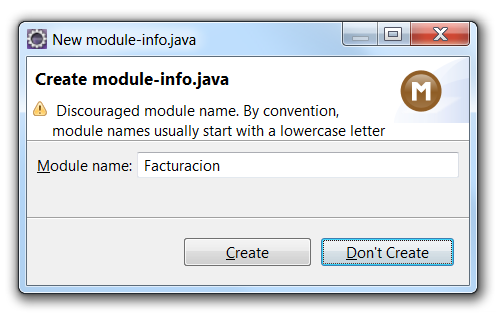 New module-info.java
Create module-info.java
M
Discouraged module name. By convention,
module names usually start with a lowercase letter
Module name: Facturacion
Create Don't Create